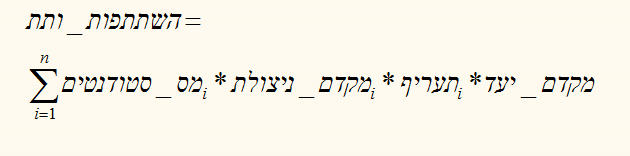 השתתפות_ותת=
∑_{i=1}^{n} מס_סטודנטים_i * מקדם_ניצולת_i * תעריף_i * מקדם_יעד